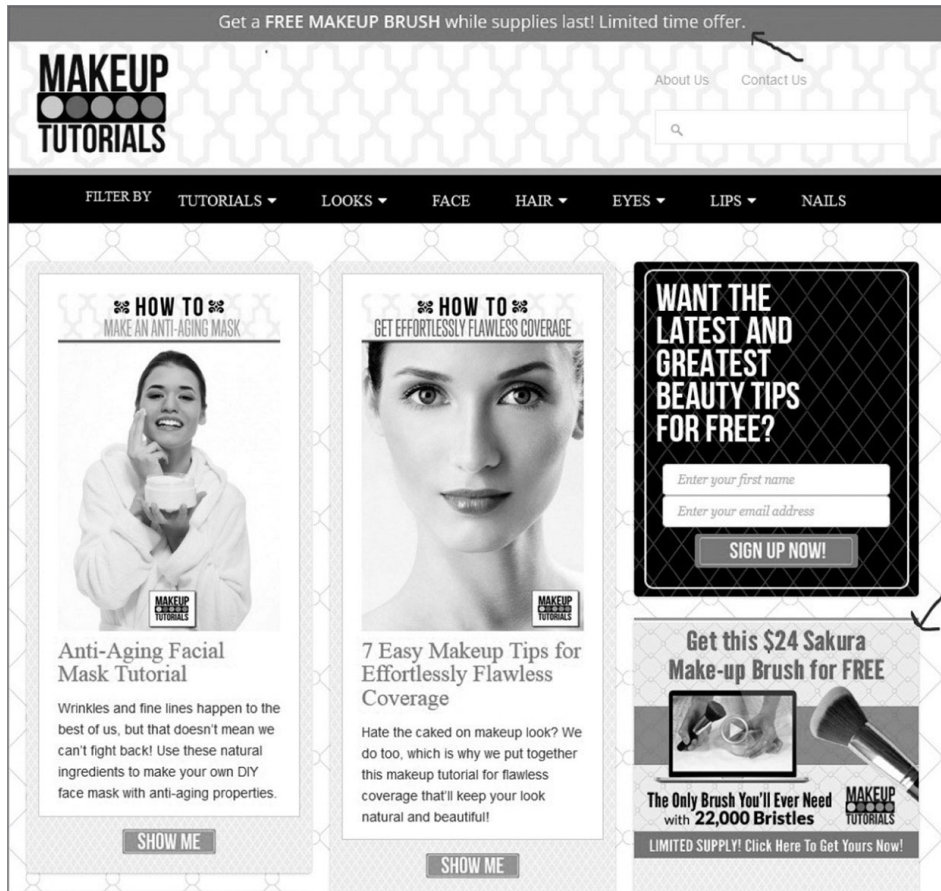 Get a FREE MAKEUP BRUSH while supplies last! Limited time offer.
MAKEUP
TUTORIALS
About Us Contact Us
FILTER BY TUTORIALS LOOKS FACE HAIR EYES LIPS NAILS
HOW TO
MAKE AN ANTI-AGING MASK
MAKEUP
TUTORIALS
Anti-Aging Facial
Mask Tutorial
Wrinkles and fine lines happen to the
best of us, but that doesn't mean we
can't fight back! Use these natural
ingredients to make your own DIY
face mask with anti-aging properties.
SHOW ME
HOW TO
GET EFFORTLESSLY FLAWLESS COVERAGE
MAKEUP
TUTORIALS
7 Easy Makeup Tips for
Effortlessly Flawless
Coverage
Hate the caked on makeup look? We
do too, which is why we put together
this makeup tutorial for flawless
coverage that'll keep your look
natural and beautiful!
SHOW ME
WANT THE
LATEST AND
GREATEST
BEAUTY TIPS
FOR FREE?
Enter your first name
Enter your email address
SIGN UP NOW!
Get this $24 Sakura
Make-up Brush for FREE
The Only Brush You'll Ever Need
with 22,000 Bristles
MAKEUP
TUTORIALS
LIMITED SUPPLY! Click Here To Get Yours Now!